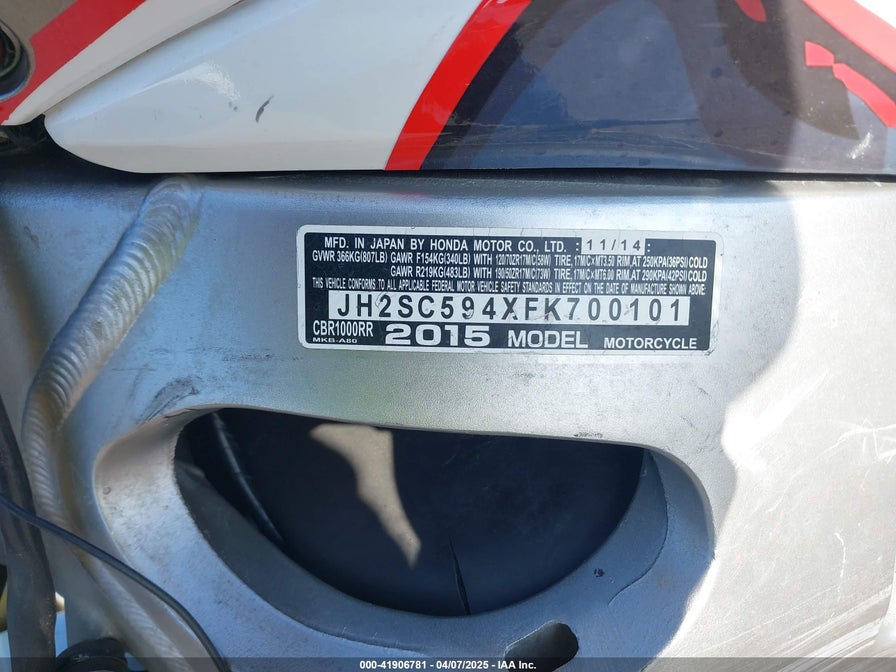 MFD. IN JAPAN BY HONDA MOTOR CO., LTD. :11/14:
GVWR 366KG(807LB) GAWR F154KG(340LB) WITH 120/70ZR17M/C(58W) TIRE, 17M/C×MT3.50 RIM, AT 250KPA(36PSI)COLD
GAWR R219KG(483LB) WITH 190/50ZR17M/C(73W) TIRE, 17M/C×MT6.00 RIM, AT 290KPA(42PSI)COLD
THIS VEHICLE CONFORMS TO ALL APPLICABLE FEDERAL MOTOR VEHICLE SAFETY STANDARDS IN EFFECT ON THE DATE OF MANUFACTURE SHOWN ABOVE.
JH2SC594XFK700101
CBR1000RR 2015 MODEL MOTORCYCLE
MKB-A80
000-41906781 - 04/07/2025 - IAA Inc.